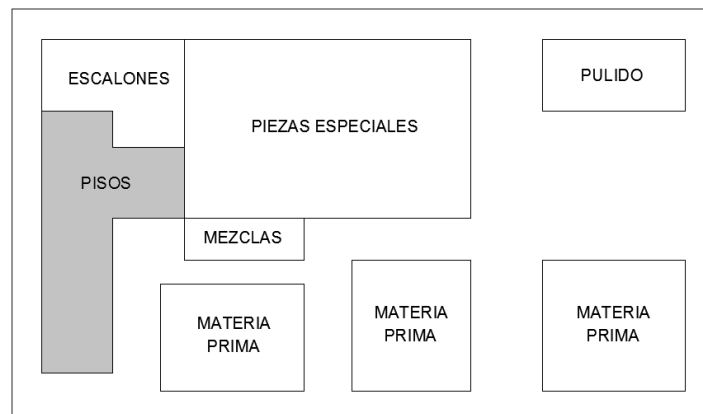 ESCALONES
PULIDO
PIEZAS ESPECIALES
PISOS
MEZCLAS
MATERIA
PRIMA
MATERIA
PRIMA
MATERIA
PRIMA